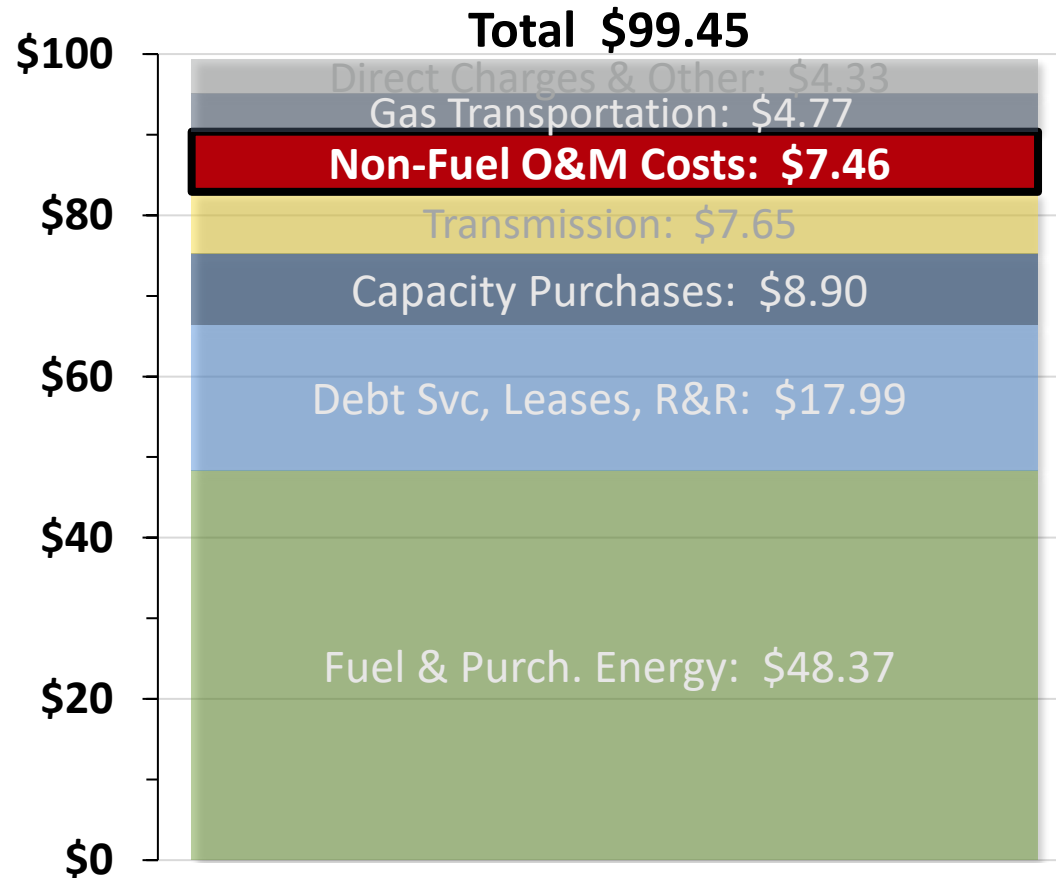 Total $99.45
$100
Direct Charges & Other: $4.33
Gas Transportation: $4.77
Non-Fuel O&M Costs: $7.46
$80
Transmission: $7.65
Capacity Purchases: $8.90
$60
Debt Svc, Leases, R&R: $17.99
$40
Fuel & Purch. Energy: $48.37
$20
$0